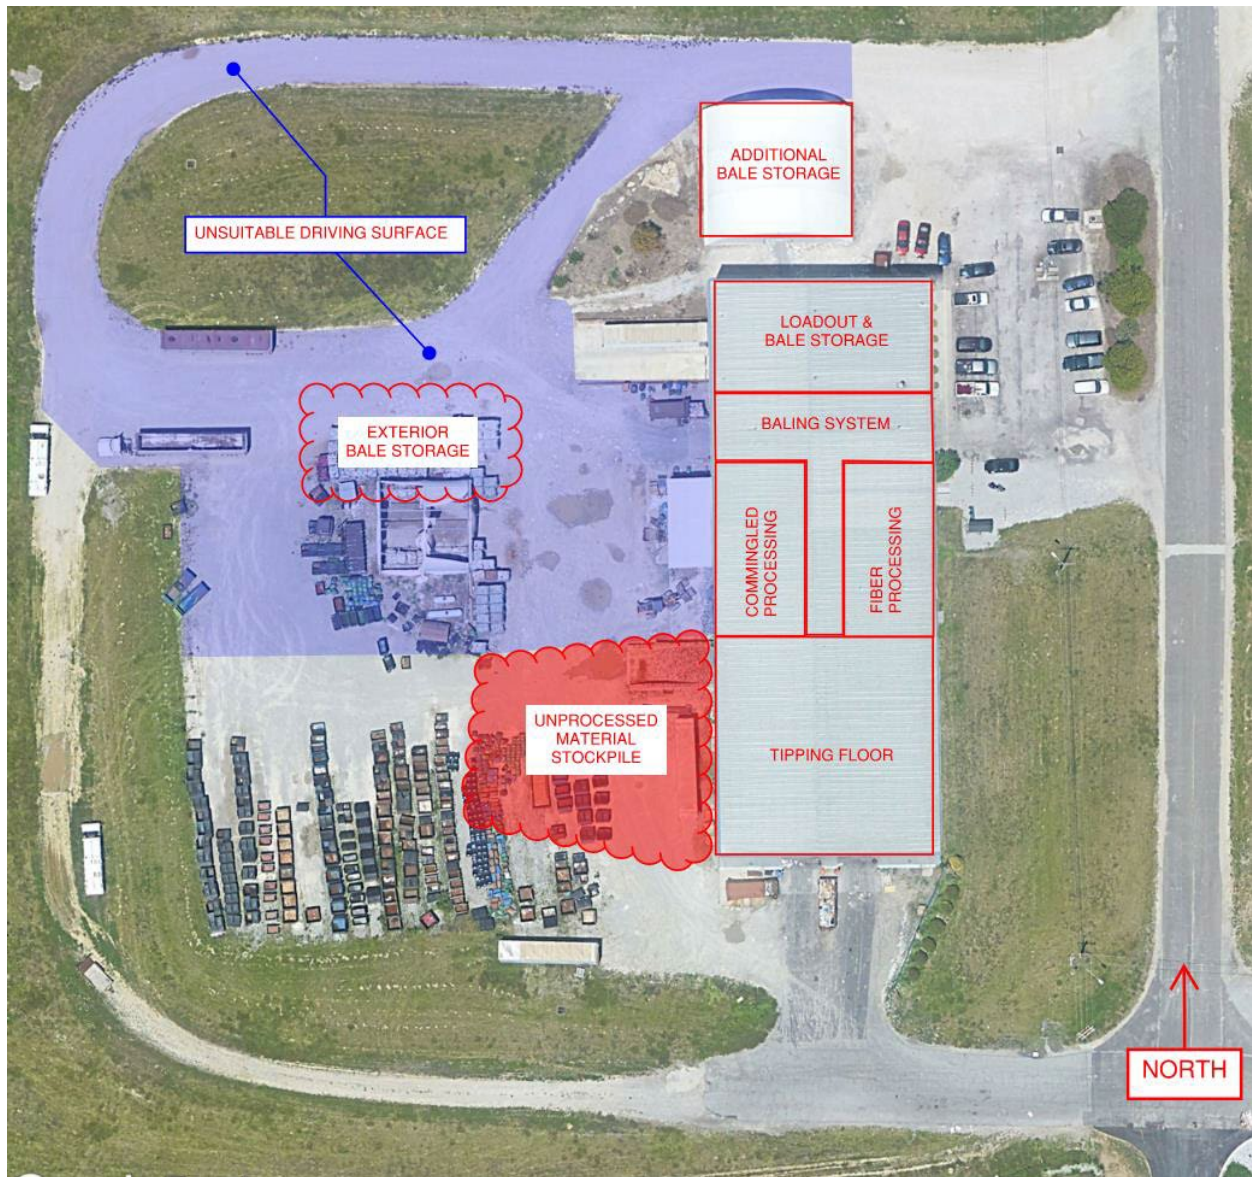 ADDITIONAL
BALE STORAGE
UNSUITABLE DRIVING SURFACE
LOADOUT &
BALE STORAGE
EXTERIOR
BALE STORAGE
BALING SYSTEM
COMMINGLED
PROCESSING
FIBER
PROCESSING
UNPROCESSED
MATERIAL
STOCKPILE
TIPPING FLOOR
NORTH